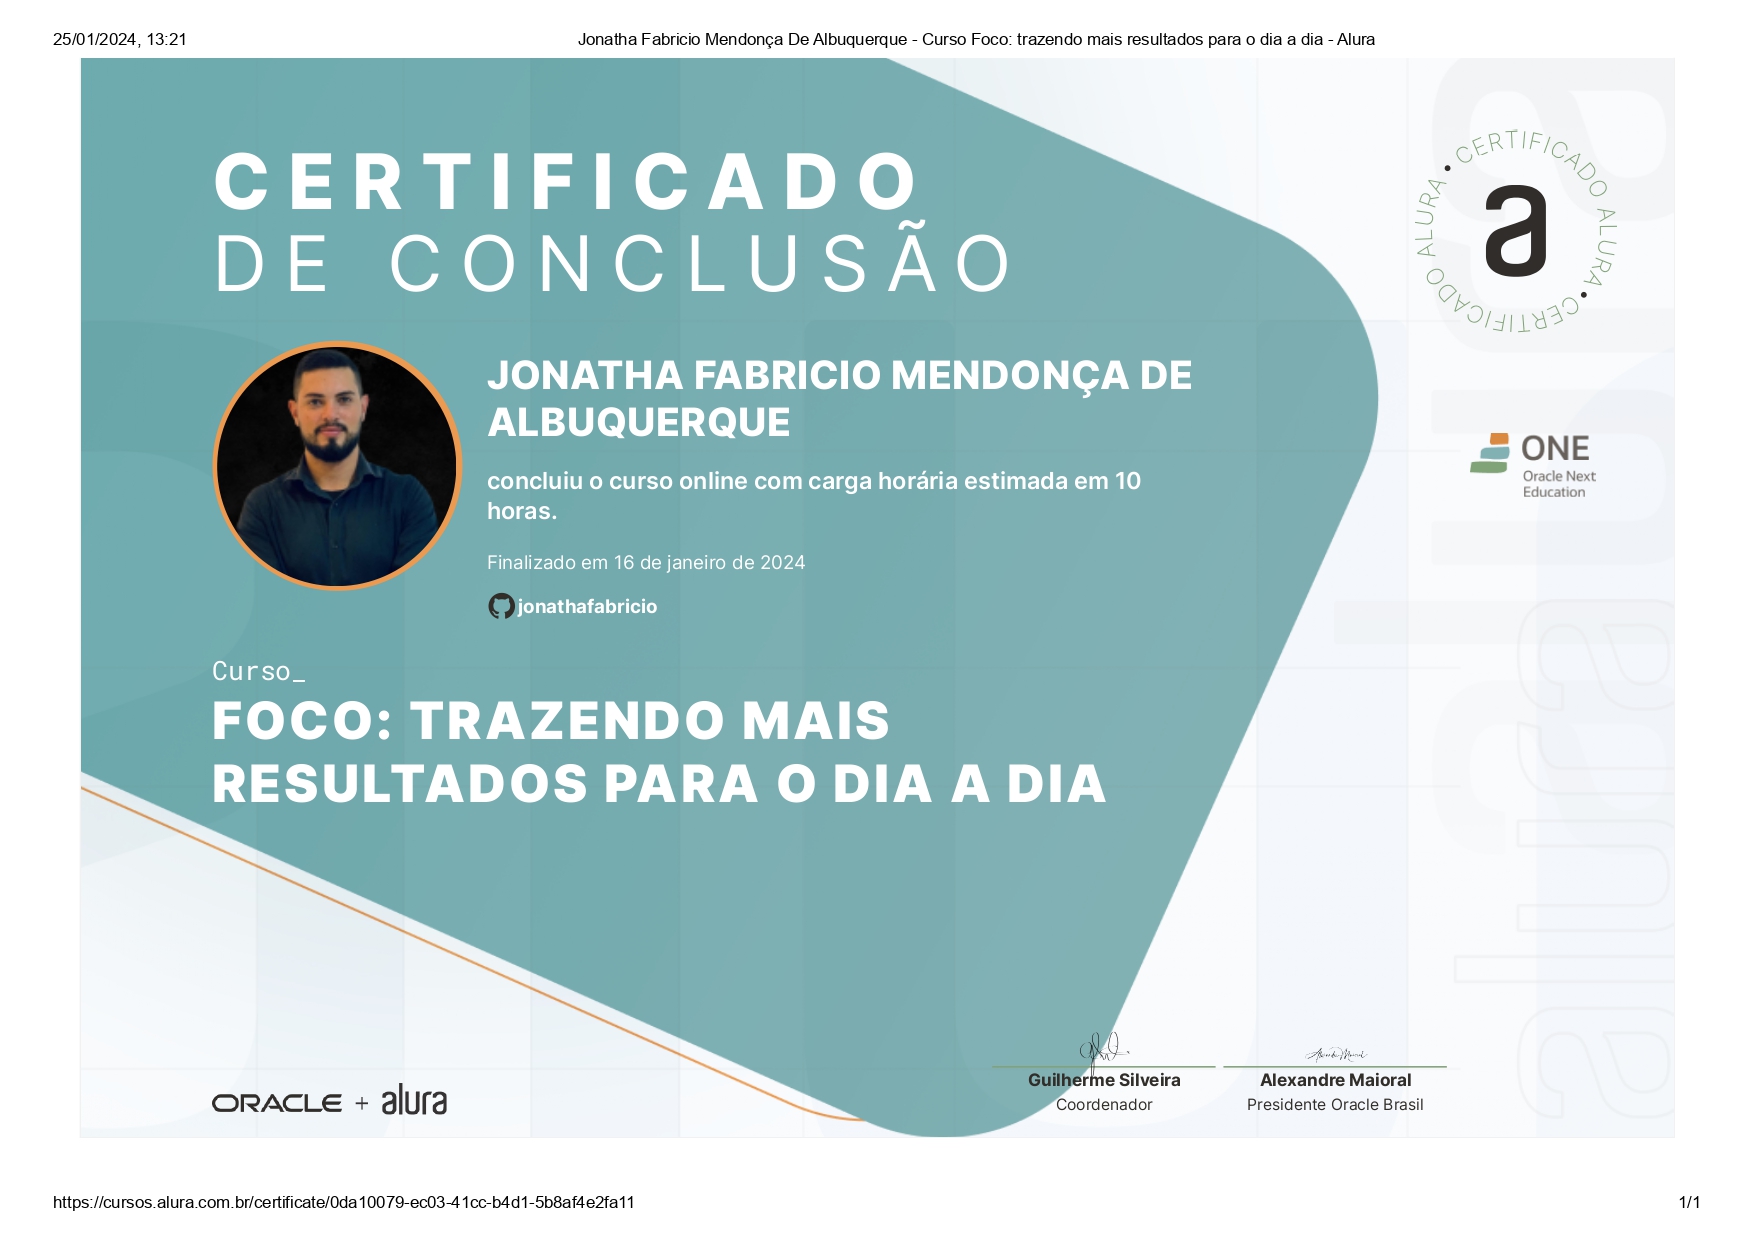 25/01/2024, 13:21
Jonatha Fabricio Mendonça De Albuquerque - Curso Foco: trazendo mais resultados para o dia a dia - Alura
CERTIFICADO
DE CONCLUSÃO
CERTIFICADO ALURA • CERTIFICADO ALURA •
a
JONATHA FABRICIO MENDONÇA DE
ALBUQUERQUE
concluiu o curso online com carga horária estimada em 10
horas.
Finalizado em 16 de janeiro de 2024
jonathafabricio
ONE
Oracle Next
Education
Curso_
FOCO: TRAZENDO MAIS
RESULTADOS PARA O DIA A DIA
alura
alura
ORACLE + alura
Guilherme Silveira
Coordenador
Alexandre Maioral
Presidente Oracle Brasil
https://cursos.alura.com.br/certificate/0da10079-ec03-41cc-b4d1-5b8af4e2fa11
1/1